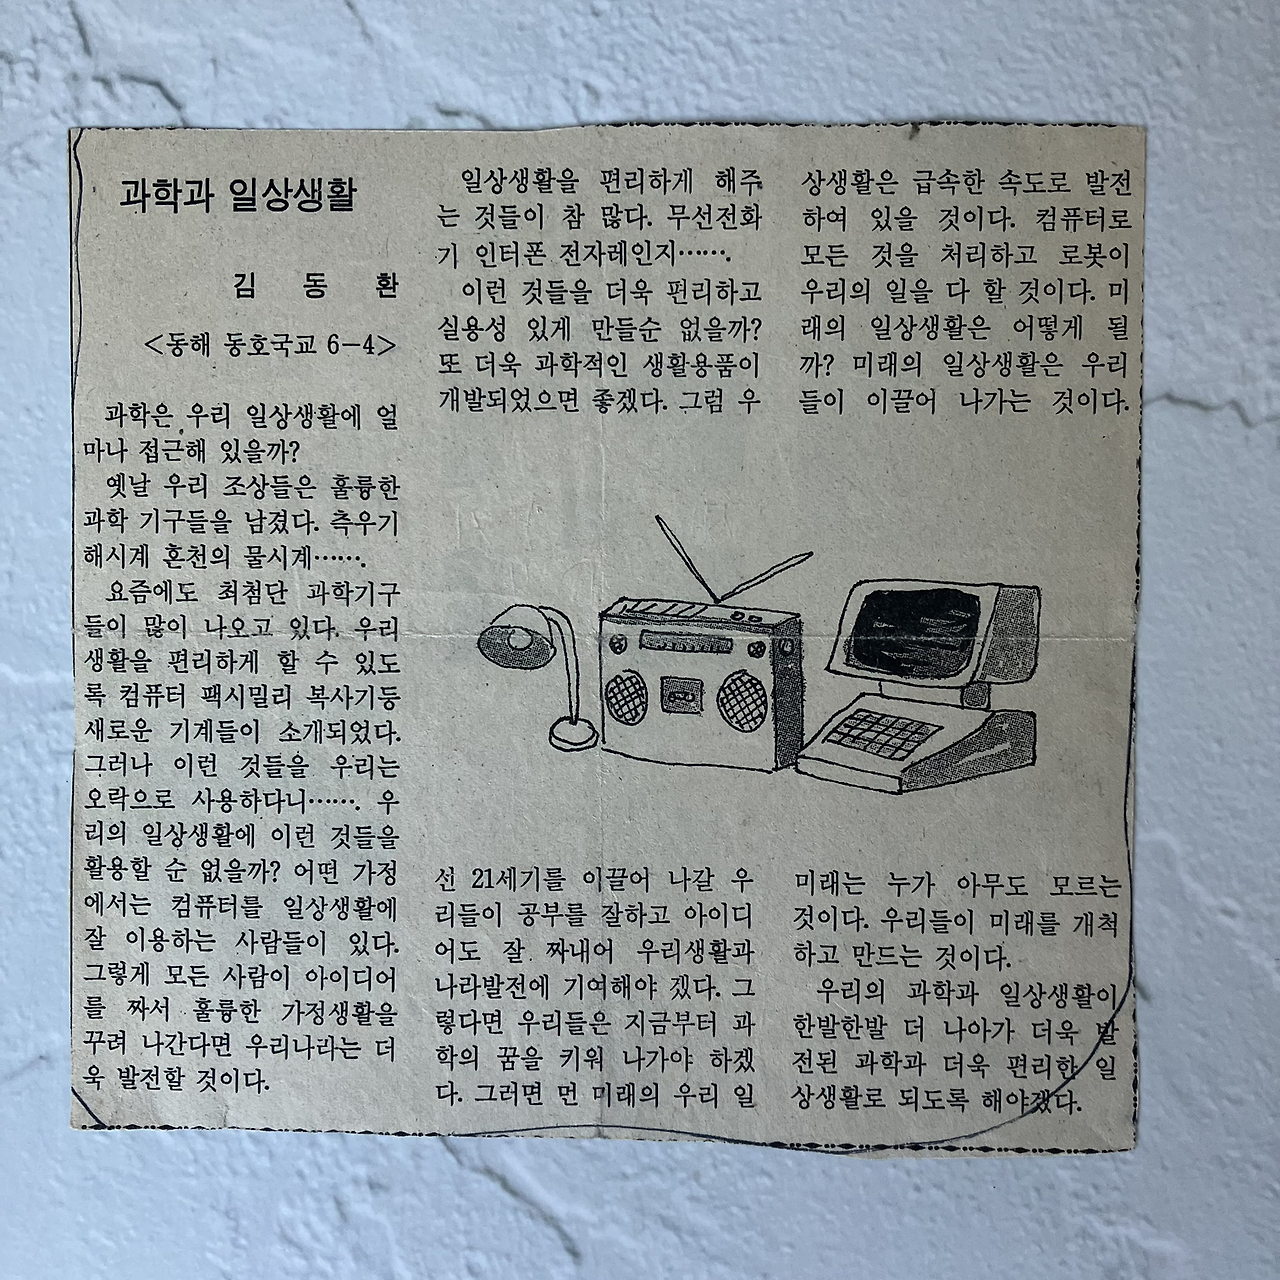 과학과 일상생활
김 동 환
<동해 동호국교 6-4>
과학은 우리 일상생활에 얼
마나 접근해 있을까?
옛날 우리 조상들은 훌륭한
과학 기구들을 남겼다. 측우기
해시계 혼천의 물시계…….
요즘에도 최첨단 과학기구
들이 많이 나오고 있다. 우리
생활을 편리하게 할 수 있도
록 컴퓨터 팩시밀리 복사기등
새로운 기계들이 소개되었다.
그러나 이런 것들을 우리는
오락으로 사용하다니……. 우
리의 일상생활에 이런 것들을
활용할 순 없을까? 어떤 가정
에서는 컴퓨터를 일상생활에
잘 이용하는 사람들이 있다.
그렇게 모든 사람이 아이디어
를 짜서 훌륭한 가정생활을
꾸려 나간다면 우리나라는 더
욱 발전할 것이다.
일상생활을 편리하게 해주
는 것들이 참 많다. 무선전화
기 인터폰 전자레인지…….
이런 것들을 더욱 편리하고
실용성 있게 만들순 없을까?
또 더욱 과학적인 생활용품이
개발되었으면 좋겠다. 그럼 우
선 21세기를 이끌어 나갈 우
리들이 공부를 잘하고 아이디
어도 잘 짜내어 우리생활과
나라발전에 기여해야 겠다. 그
렇다면 우리들은 지금부터 과
학의 꿈을 키워 나가야 하겠
다. 그러면 먼 미래의 우리 일
상생활은 급속한 속도로 발전
하여 있을 것이다. 컴퓨터로
모든 것을 처리하고 로봇이
우리의 일을 다 할 것이다. 미
래의 일상생활은 어떻게 될
까? 미래의 일상생활은 우리
들이 이끌어 나가는 것이다.
미래는 누가 아무도 모르는
것이다. 우리들이 미래를 개척
하고 만드는 것이다.
우리의 과학과 일상생활이
한발한발 더 나아가 더욱 발
전된 과학과 더욱 편리한 일
상생활로 되도록 해야겠다.